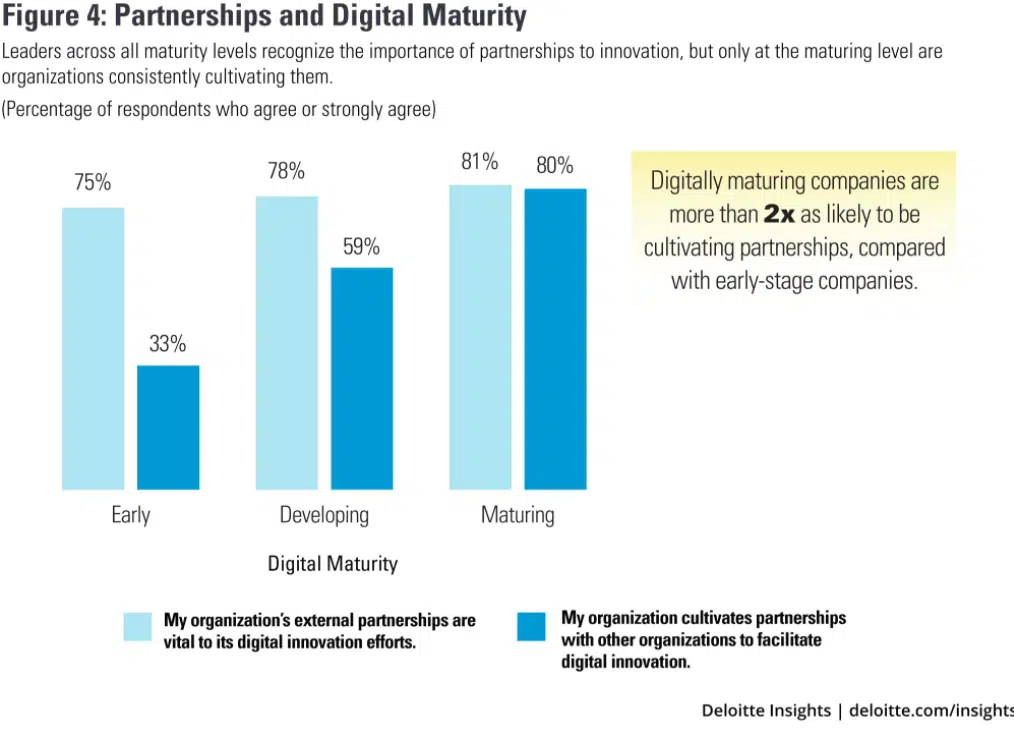 Figure 4: Partnerships and Digital Maturity
Leaders across all maturity levels recognize the importance of partnerships to innovation, but only at the maturing level are
organizations consistently cultivating them.
(Percentage of respondents who agree or strongly agree)
75%
33%
78%
59%
81%
80%
Digitally maturing companies are
more than 2x as likely to be
cultivating partnerships, compared
with early-stage companies.
Early
Developing
Maturing
Digital Maturity
My organization's external partnerships are
vital to its digital innovation efforts.
My organization cultivates partnerships
with other organizations to facilitate
digital innovation.
Deloitte Insights | deloitte.com/insights